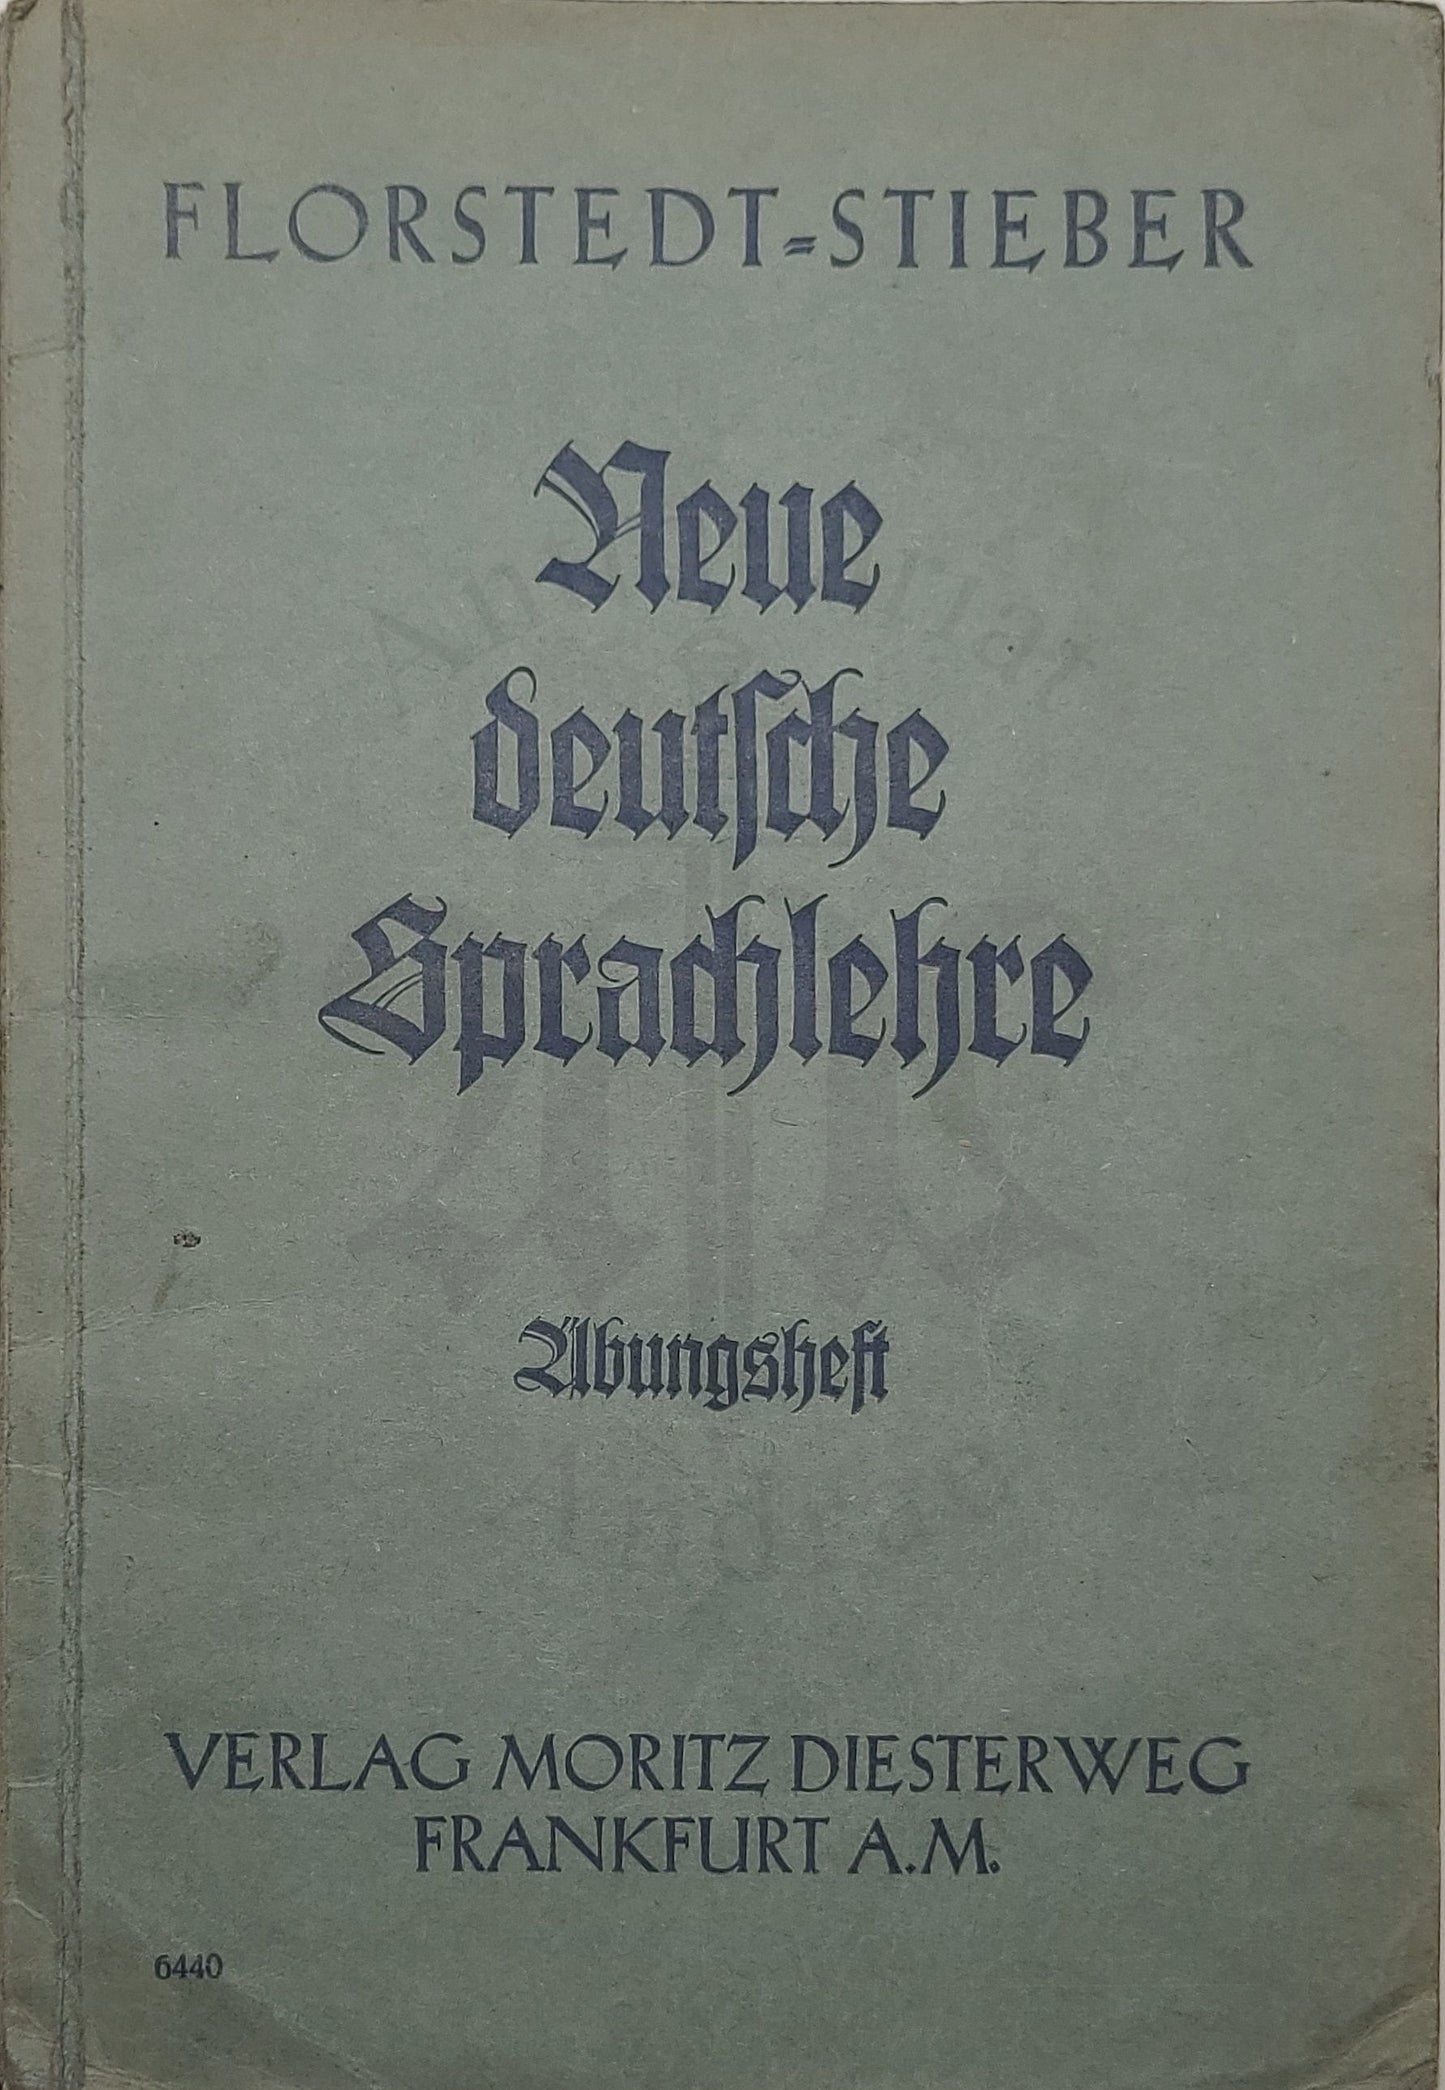 FLORSTEDT=STIEBER
Neue
deutſche
Sprachlehre
Übungsheft
VERLAG MORITZ DIESTERWEG
FRANKFURT A.M.
6440